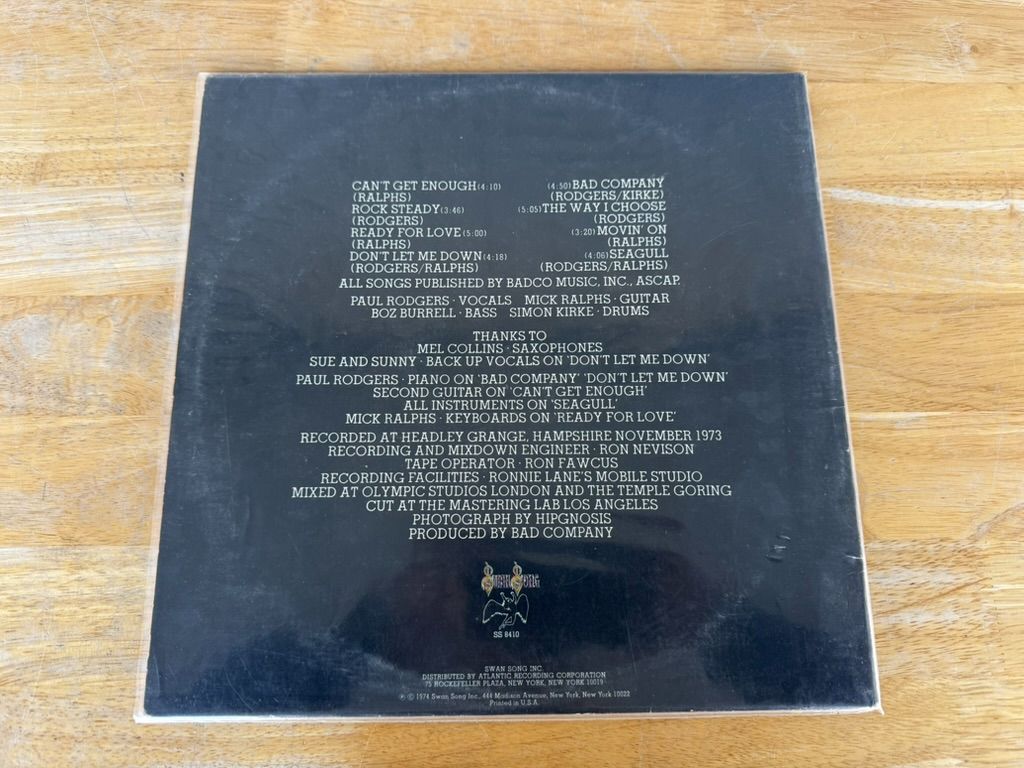 CAN'T GET ENOUGH (4:10)
(RALPHS)
ROCK STEADY (3:46)
(RODGERS)
READY FOR LOVE (5:00)
(RALPHS)
DON'T LET ME DOWN (4:18)
(RODGERS/RALPHS)
(4:50) BAD COMPANY
(RODGERS/KIRKE)
(5:05) THE WAY I CHOOSE
(RODGERS)
(3:20) MOVIN' ON
(RALPHS)
(4:06) SEAGULL
(RODGERS/RALPHS)
ALL SONGS PUBLISHED BY BADCO MUSIC, INC., ASCAP.
PAUL RODGERS · VOCALS MICK RALPHS · GUITAR
BOZ BURRELL · BASS SIMON KIRKE · DRUMS
THANKS TO
MEL COLLINS · SAXOPHONES
SUE AND SUNNY · BACK UP VOCALS ON 'DON'T LET ME DOWN'
PAUL RODGERS · PIANO ON 'BAD COMPANY' 'DON'T LET ME DOWN'
SECOND GUITAR ON 'CAN'T GET ENOUGH'
ALL INSTRUMENTS ON 'SEAGULL'
MICK RALPHS · KEYBOARDS ON 'READY FOR LOVE'
RECORDED AT HEADLEY GRANGE, HAMPSHIRE NOVEMBER 1973
RECORDING AND MIXDOWN ENGINEER · RON NEVISON
TAPE OPERATOR · RON FAWCUS
RECORDING FACILITIES · RONNIE LANE'S MOBILE STUDIO
MIXED AT OLYMPIC STUDIOS LONDON AND THE TEMPLE GORING
CUT AT THE MASTERING LAB LOS ANGELES
PHOTOGRAPH BY HIPGNOSIS
PRODUCED BY BAD COMPANY
SWAN SONG
SS 8410
SWAN SONG INC.
DISTRIBUTED BY ATLANTIC RECORDING CORPORATION
75 ROCKEFELLER PLAZA, NEW YORK, NEW YORK 10019
℗ © 1974 Swan Song Inc., 444 Madison Avenue, New York, New York 10022
Printed in U.S.A.